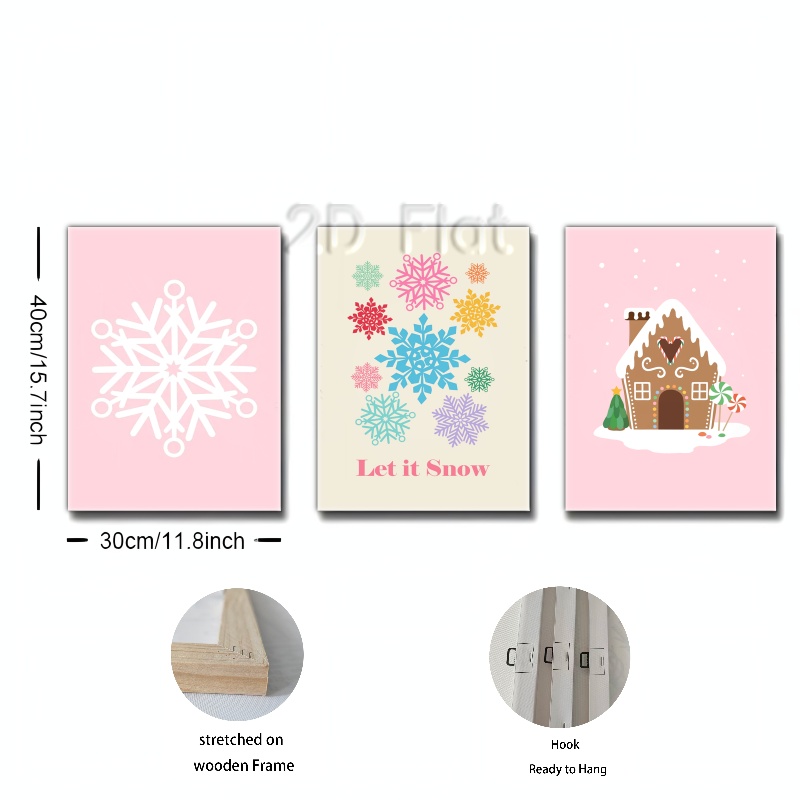 2D Flat
40cm/15.7inch
Let it Snow
30cm/11.8inch
stretched on
wooden Frame
Hook
Ready to Hang